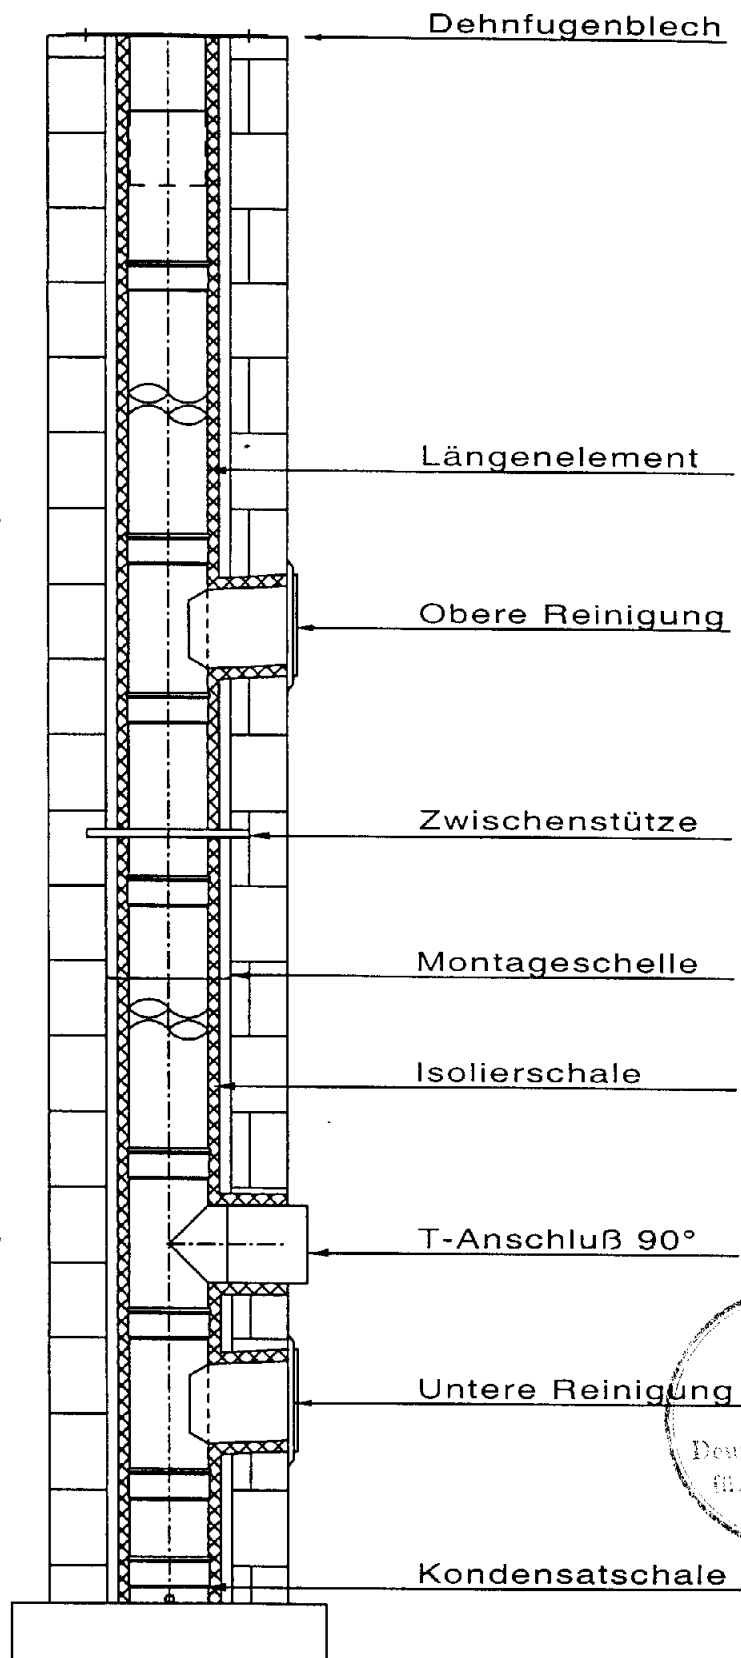 Dehnfugenblech
Längenelement
Obere Reinigung
Zwischenstütze
Montageschelle
Isolierschale
T-Anschluß 90°
Untere Reinigung
Kondensatschale